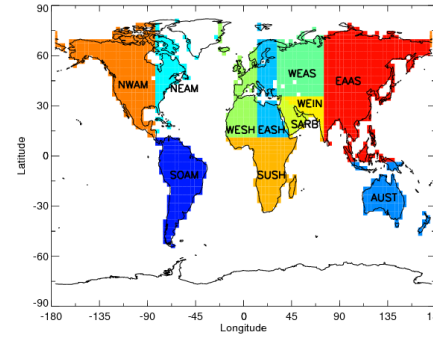 90
60
30
0
-30
-60
-90
Latitude
NWAM
NEAM
WEAS
EAAS
WEIN
SARB
WESH
EASH
SOAM
SUSH
AUST
-180
-135
-90
-45
0
45
90
135
Longitude